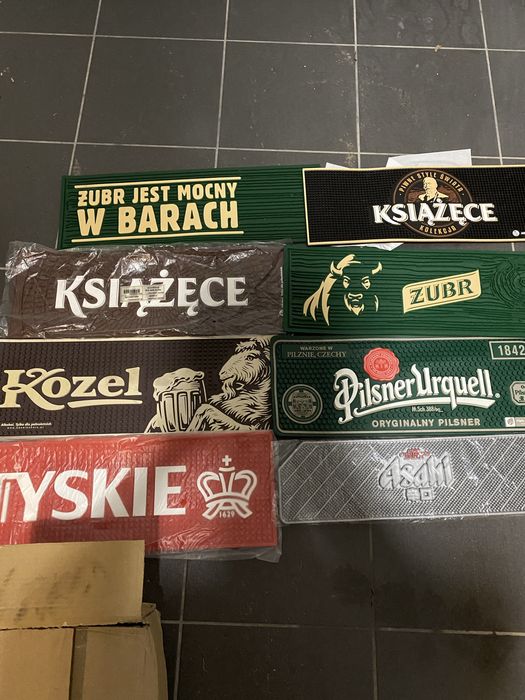 ŻUBR JEST MOCNY
W BARACH
PIWNE STYLE ŚWIATA
KSIĄŻĘCE
KOLEKCJA
KSIĄŻĘCE
ŻUBR
Kozel
WARZONE W
PILZNIE, CZECHY
1842
Pilsner Urquell
ORYGINALNY PILSNER
TYSKIE
1629
Asahi